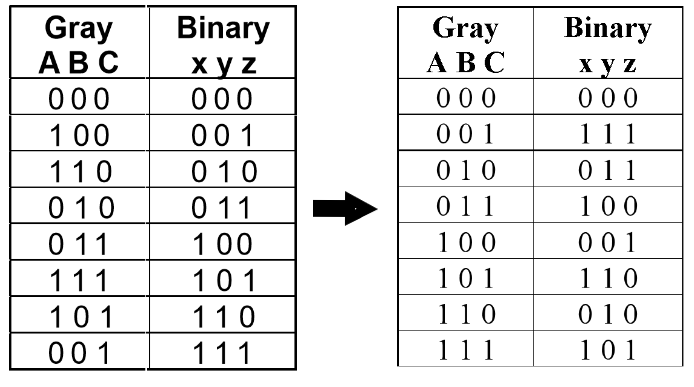 Gray Binary
A B C x y z
0 0 0 0 0 0
1 0 0 0 0 1
1 1 0 0 1 0
0 1 0 0 1 1
0 1 1 1 0 0
1 1 1 1 0 1
1 0 1 1 1 0
0 0 1 1 1 1
Gray Binary
A B C x y z
0 0 0 0 0 0
0 0 1 1 1 1
0 1 0 0 1 1
0 1 1 1 0 0
1 0 0 0 0 1
1 0 1 1 1 0
1 1 0 0 1 0
1 1 1 1 0 1